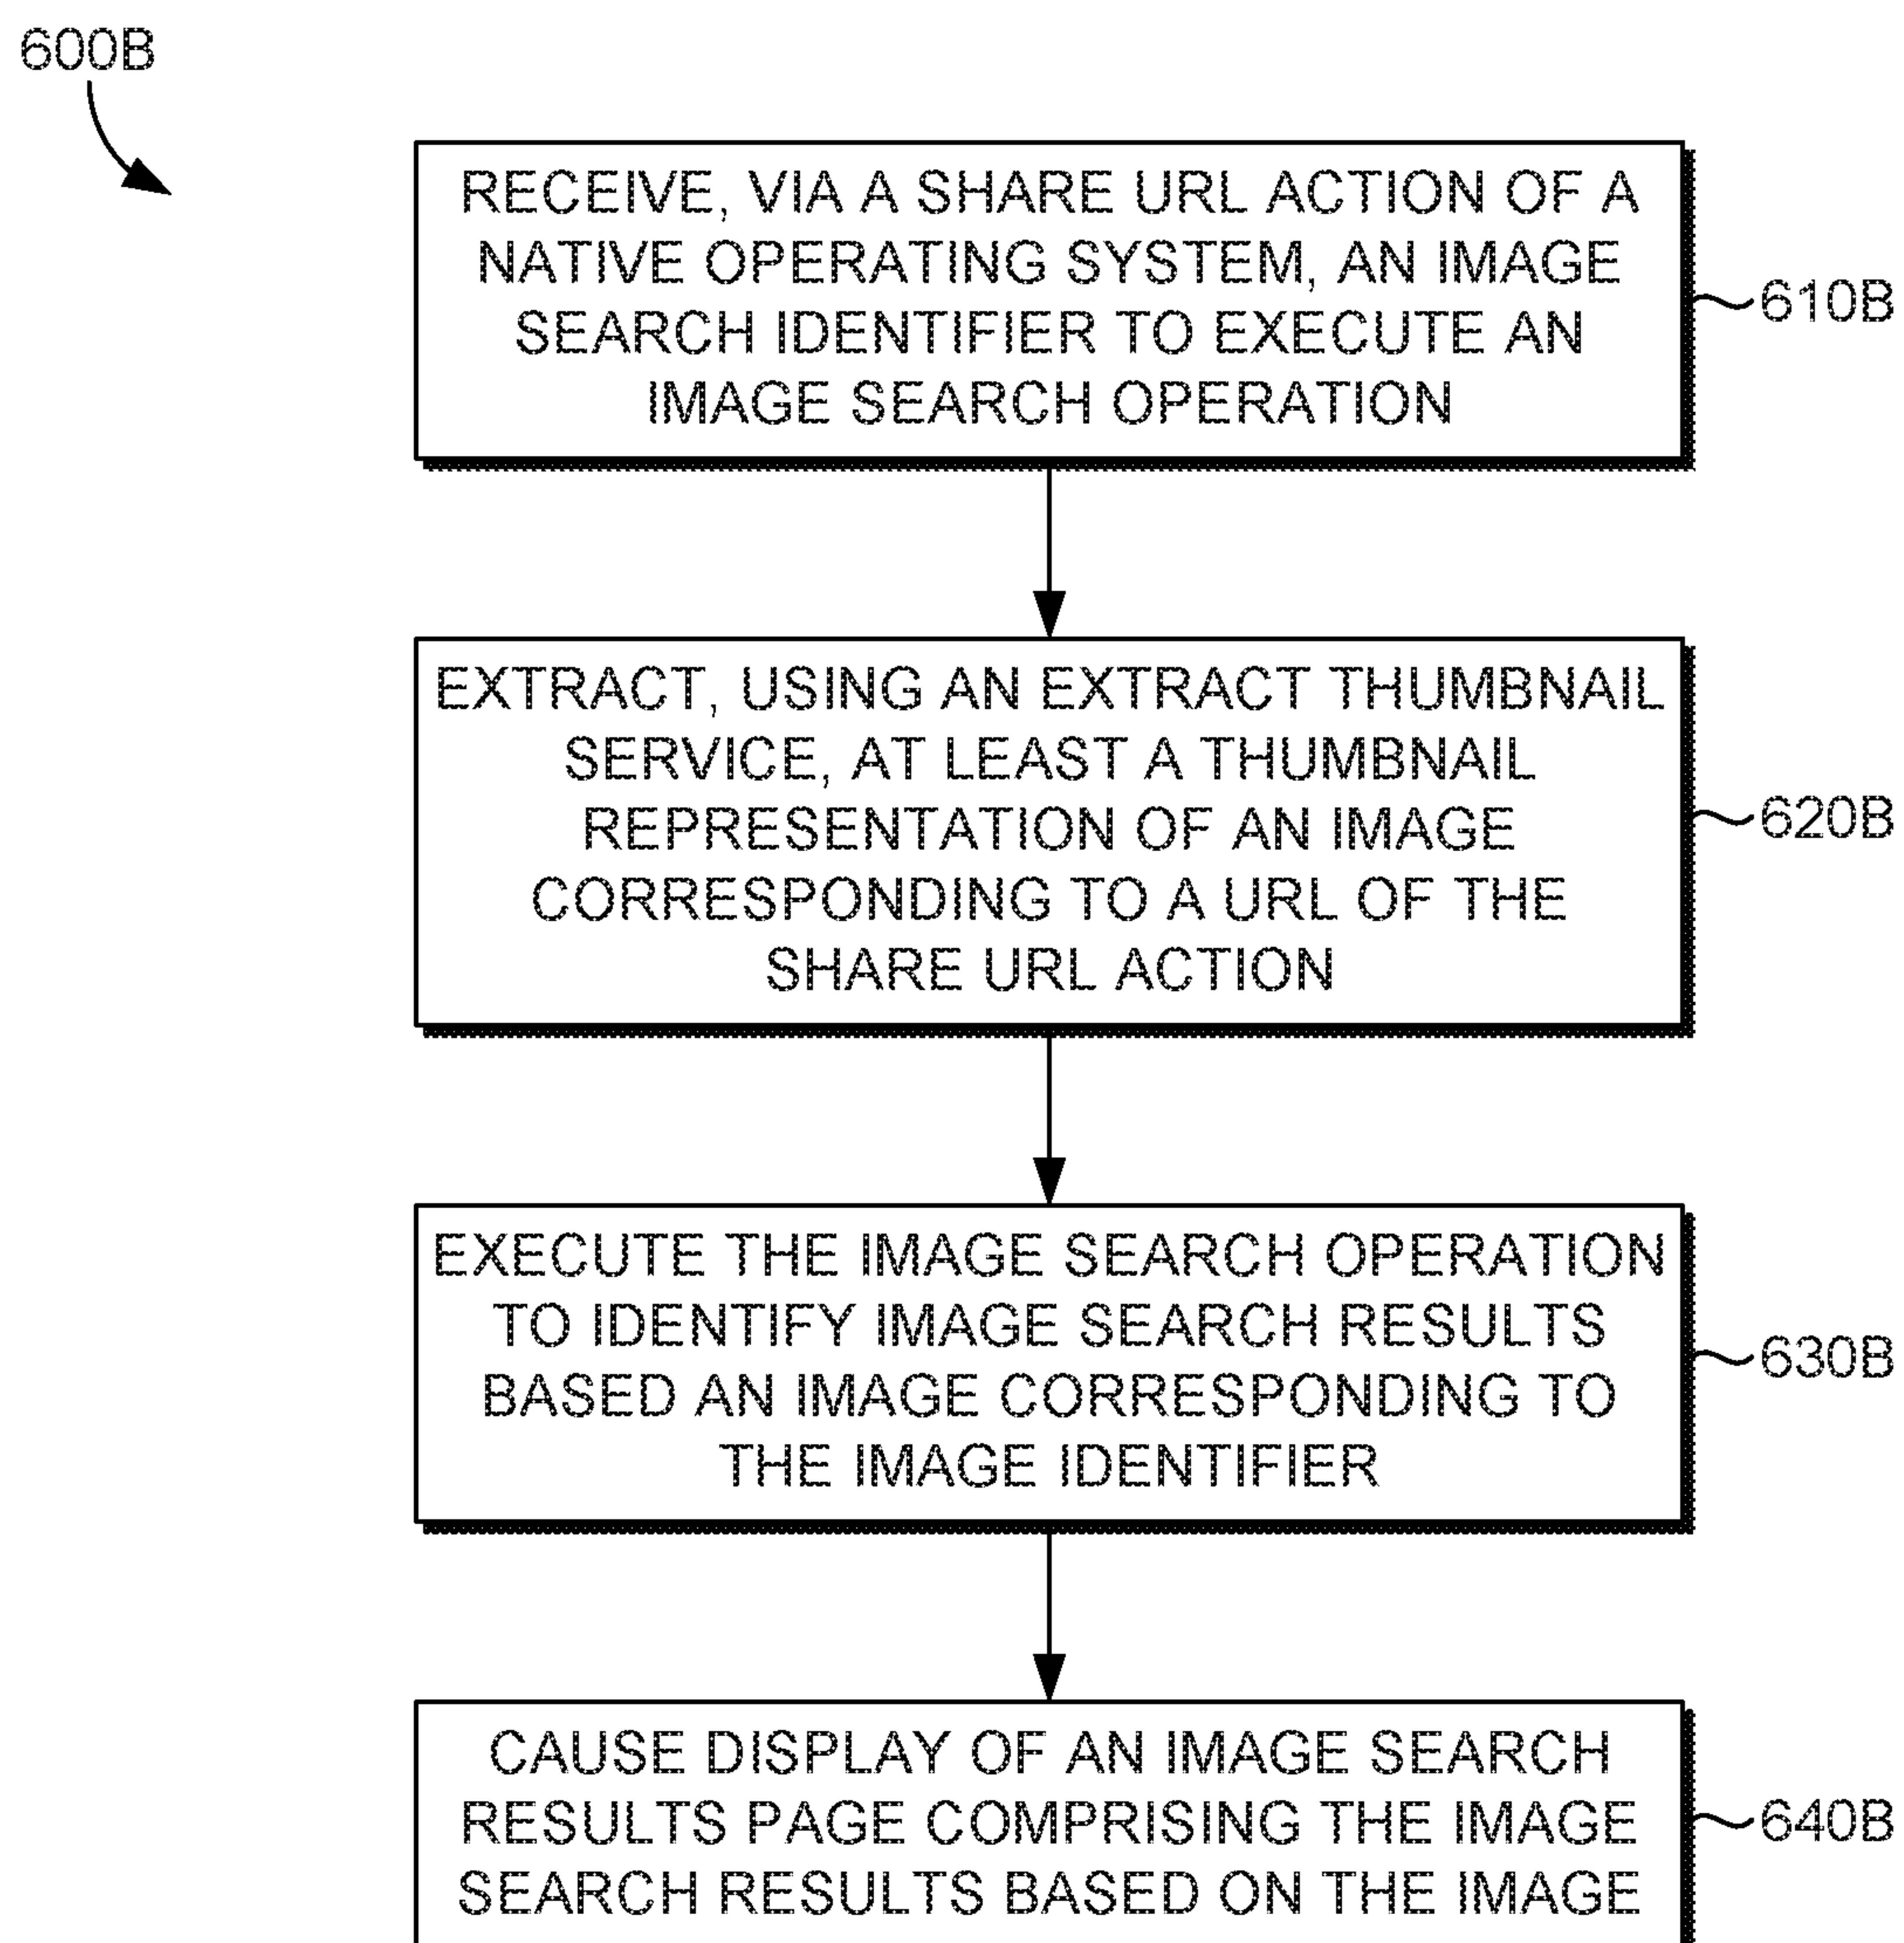 600B
RECEIVE, VIA A SHARE URL ACTION OF A
NATIVE OPERATING SYSTEM, AN IMAGE
SEARCH IDENTIFIER TO EXECUTE AN
IMAGE SEARCH OPERATION
610B
EXTRACT, USING AN EXTRACT THUMBNAIL
SERVICE, AT LEAST A THUMBNAIL
REPRESENTATION OF AN IMAGE
CORRESPONDING TO A URL OF THE
SHARE URL ACTION
620B
EXECUTE THE IMAGE SEARCH OPERATION
TO IDENTIFY IMAGE SEARCH RESULTS
BASED AN IMAGE CORRESPONDING TO
THE IMAGE IDENTIFIER
630B
CAUSE DISPLAY OF AN IMAGE SEARCH
RESULTS PAGE COMPRISING THE IMAGE
SEARCH RESULTS BASED ON THE IMAGE
640B